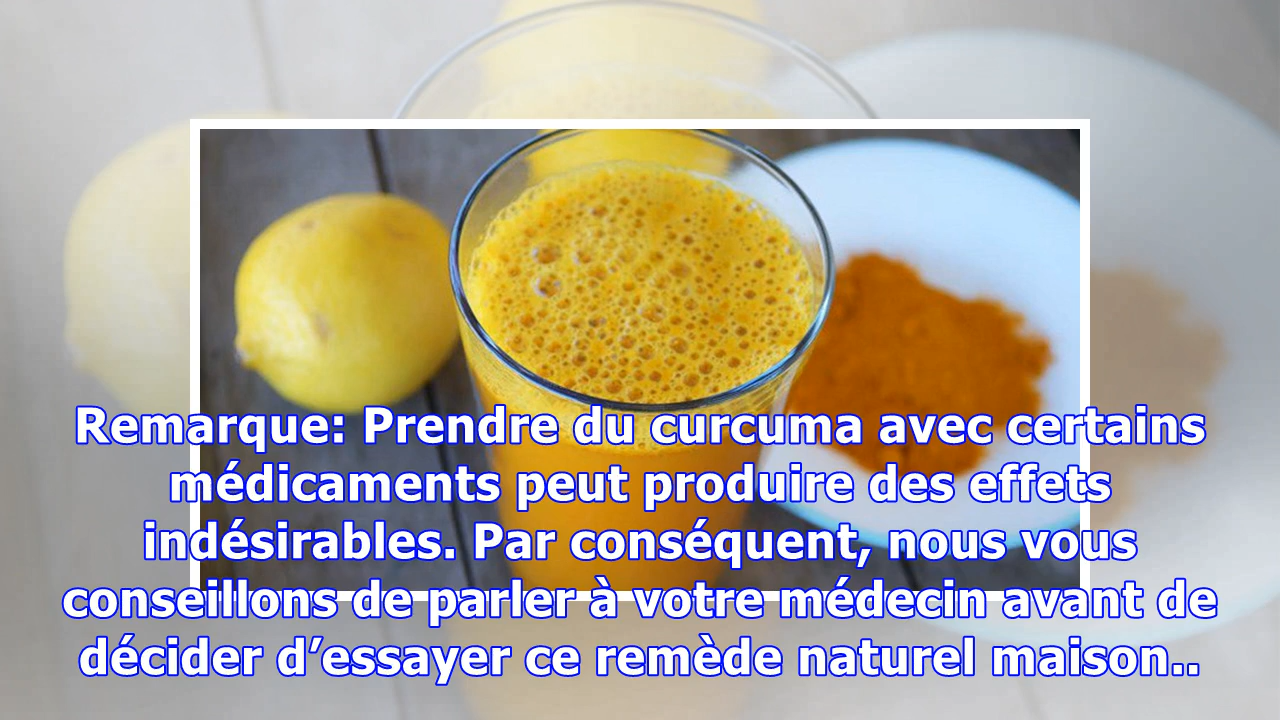 Remarque: Prendre du curcuma avec certains
médicaments peut produire des effets
indésirables. Par conséquent, nous vous
conseillons de parler à votre médecin avant de
décider d’essayer ce remède naturel maison..